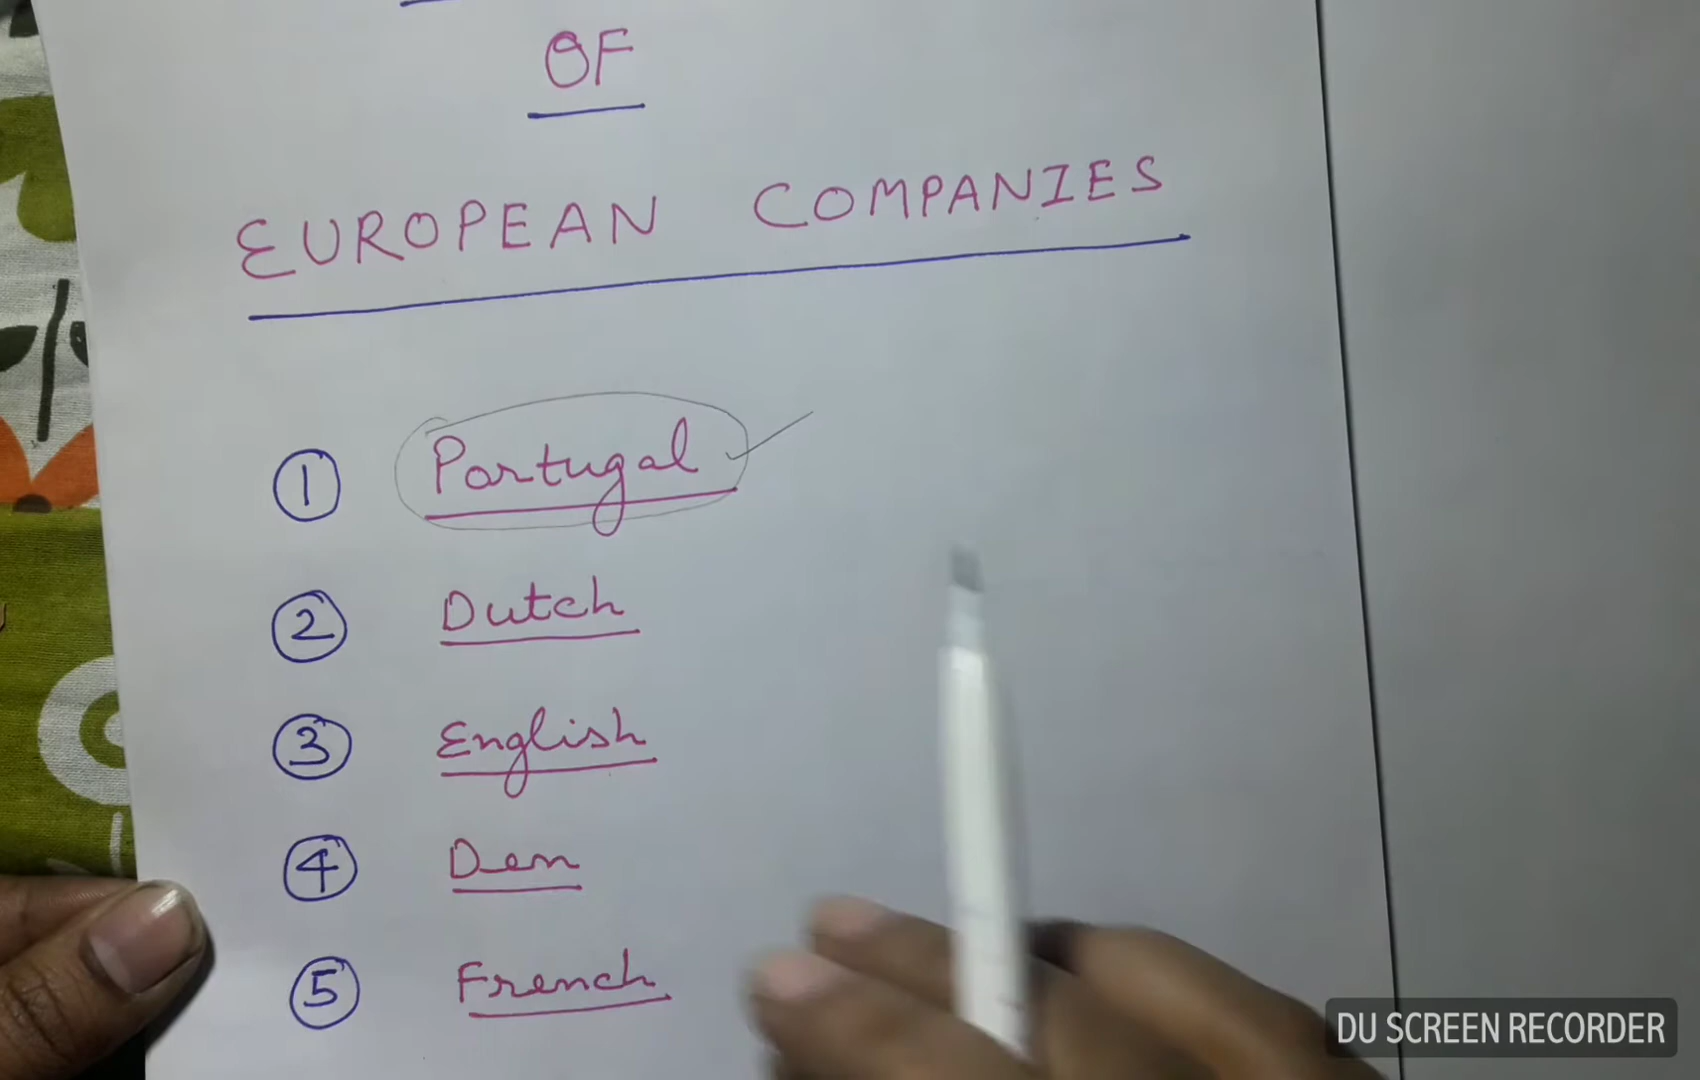 OF
EUROPEAN COMPANIES
1 Portugal
2 Dutch
3 English
4 Den
5 French
DU SCREEN RECORDER